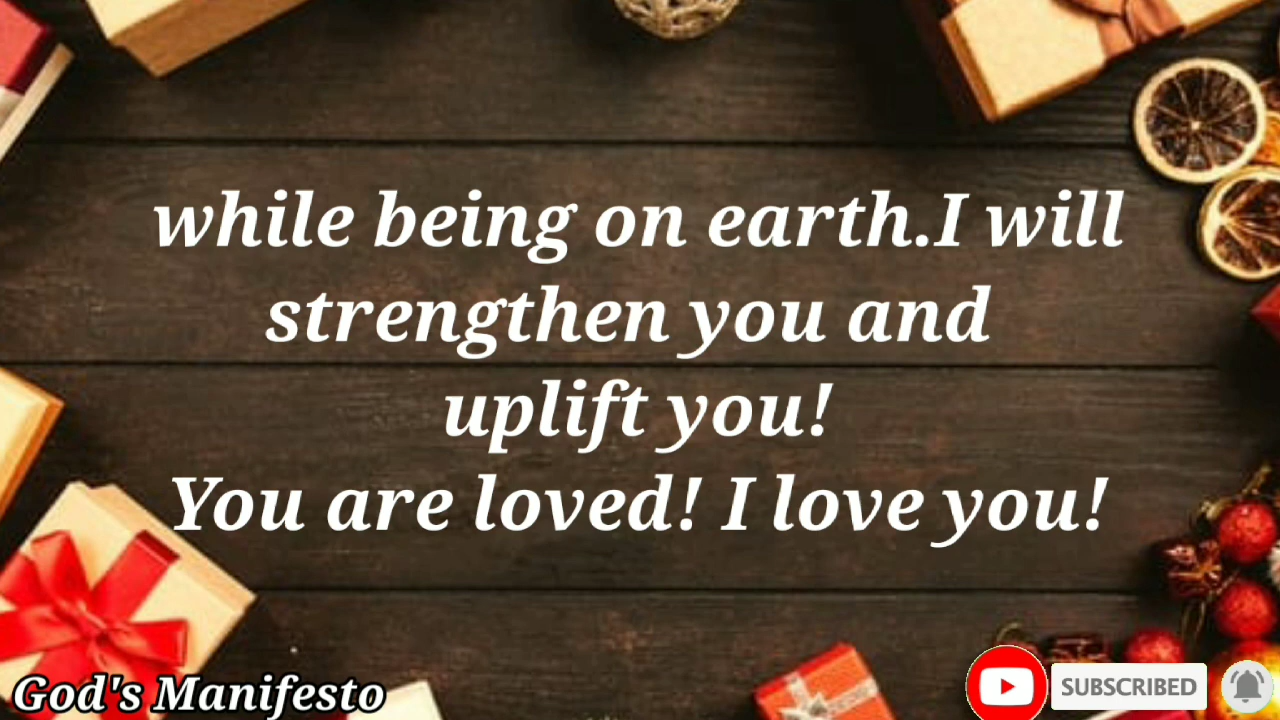 while being on earth.I will
strengthen you and
uplift you!
You are loved! I love you!
God's Manifesto
SUBSCRIBED